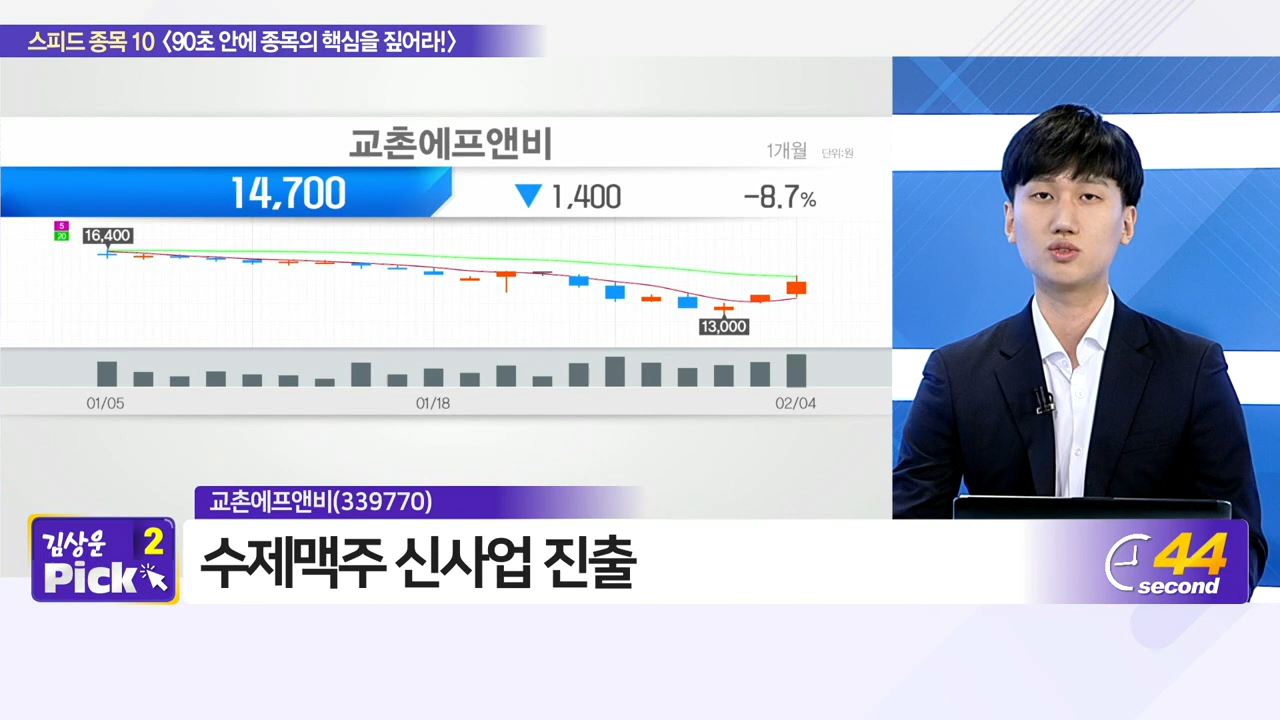 스피드 종목 10 <90초 안에 종목의 핵심을 짚어라!>
교촌에프앤비
1개월 단위:원
14,700 ▼ 1,400 -8.7%
5
20
16,400
13,000
01/05 01/18 02/04
교촌에프앤비(339770)
김상운 2
Pick
수제맥주 신사업 진출
44
second